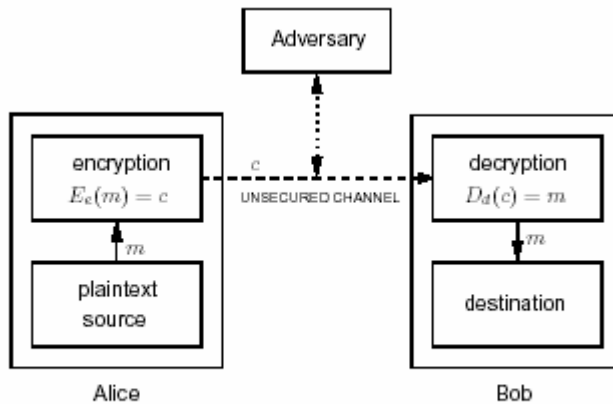 Adversary
encryption
E_e(m) = c
c
UNSECURED CHANNEL
decryption
D_d(c) = m
m
m
plaintext
source
destination
Alice
Bob